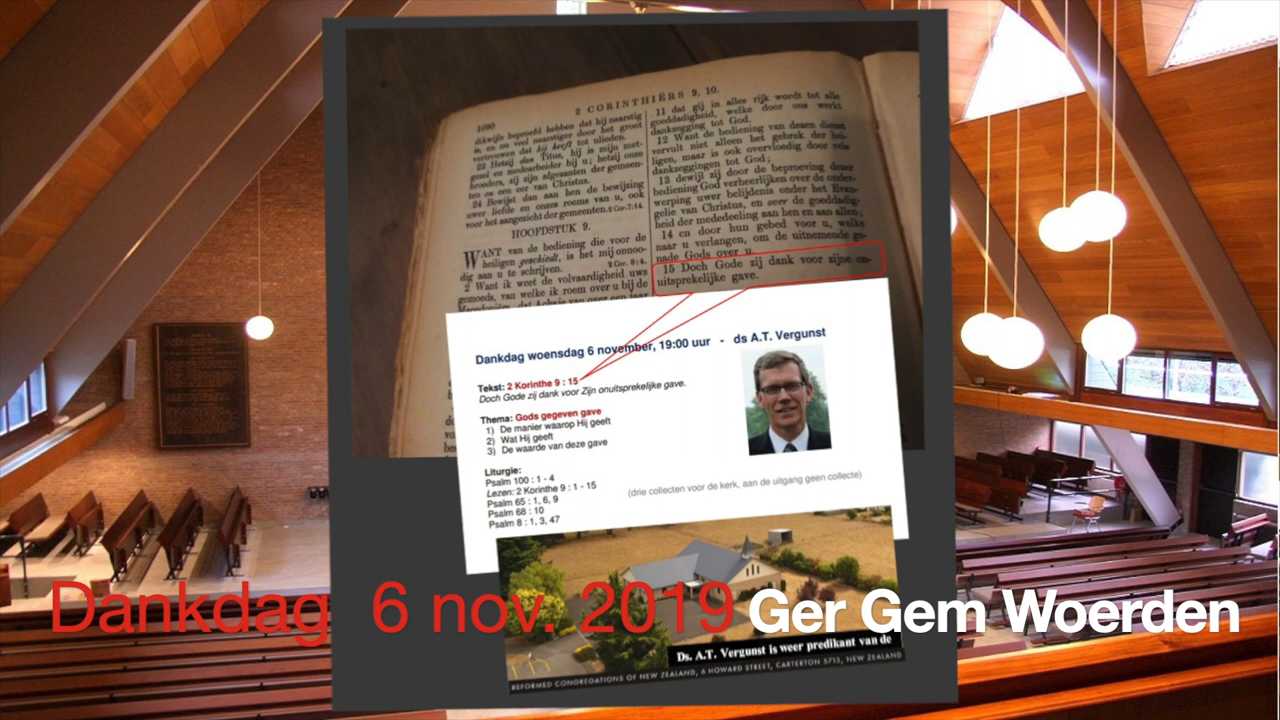 2 CORINTHIËRS 9, 10.
1090
dikwijls beproefd hebben dat hij naarstig
is, en nu veel naarstiger door het groot
vertrouwen dat hij heeft tot ulieden.
23 Hetzij dan Titus, hij is mijn met-
gezel en medearbeider bij u; hetzij onze
broeders, zij zijn afgezanten der gemeen-
ten en een eer van Christus.
24 Bewijst dan aan hen de bewijzing
uwer liefde en onzes roems van u, ook
voor het aangezicht der gemeenten. 2 Cor. 7:14.
HOOFDSTUK 9.
WANT van de bediening die voor de
heiligen geschiedt, is het mij onnoo-
dig aan u te schrijven. 2 Cor. 8:4.
2 Want ik weet de volvaardigheid uws
gemoeds, van welke ik roem over u bij de
11 dat gij in alles rijk wordt tot alle
goeddadigheid, welke door ons werkt
dankzegging tot God.
12 Want de bediening van dezen dienst
vervult niet alleen het gebrek der hei-
ligen, maar is ook overvloedig door vele
dankzeggingen tot God;
13 dewijl zij door de beproeving dezer
bediening God verheerlijken over de onder-
werping uwer belijdenis onder het Evan-
gelie van Christus, en over de goeddadig-
heid der mededeeling aan hen en aan allen;
14 en door hun gebed voor u, welke
naar u verlangen, om de uitnemende ge-
nade Gods over u.
15 Doch Gode zij dank voor zijne on-
uitsprekelijke gave.
Dankdag woensdag 6 november, 19:00 uur - ds A.T. Vergunst
Tekst: 2 Korinthe 9 : 15
Doch Gode zij dank voor Zijn onuitsprekelijke gave.
Thema: Gods gegeven gave
1) De manier waarop Hij geeft
2) Wat Hij geeft
3) De waarde van deze gave
Liturgie:
Psalm 100 : 1 - 4
Lezen: 2 Korinthe 9 : 1 - 15
Psalm 65 : 1, 6, 9
Psalm 68 : 10
Psalm 8 : 1, 3, 47
(drie collecten voor de kerk, aan de uitgang geen collecte)
Dankdag 6 nov. 2019 Ger Gem Woerden
Ds. A.T. Vergunst is weer predikant van de
REFORMED CONGREGATIONS OF NEW ZEALAND, 6 HOWARD STREET, CARTERTON 5713, NEW ZEALAND